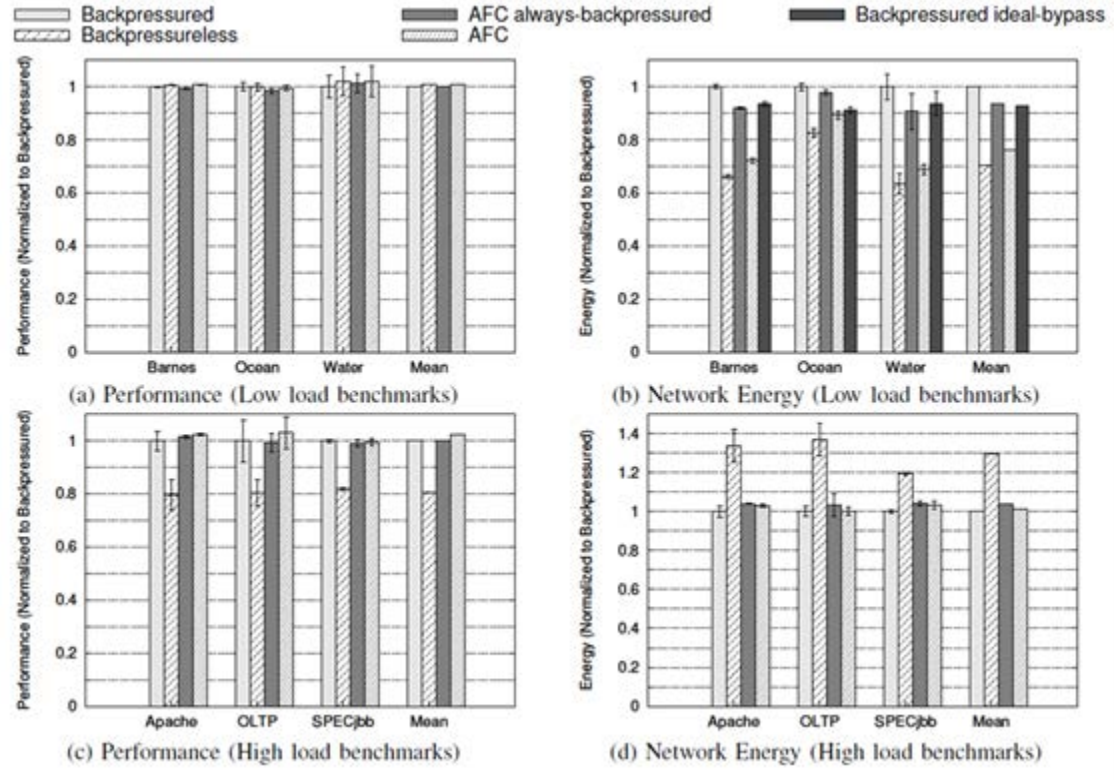 Backpressured AFC always-backpressured Backpressured ideal-bypass
Backpressureless AFC
Performance (Normalized to Backpressured)
1
0.8
0.6
0.4
0.2
0
Barnes Ocean Water Mean
(a) Performance (Low load benchmarks)
Energy (Normalized to Backpressured)
1
0.8
0.6
0.4
0.2
0
Barnes Ocean Water Mean
(b) Network Energy (Low load benchmarks)
Performance (Normalized to Backpressured)
1
0.8
0.6
0.4
0.2
0
Apache OLTP SPECjbb Mean
(c) Performance (High load benchmarks)
Energy (Normalized to Backpressured)
1.4
1.2
1
0.8
0.6
0.4
0.2
0
Apache OLTP SPECjbb Mean
(d) Network Energy (High load benchmarks)